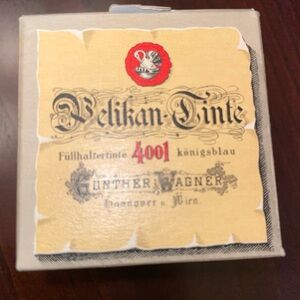 Pelikan-Tinte
Füllhaltertinte 4001 königsblau
GÜNTHER WAGNER
Hannover u. Wien.